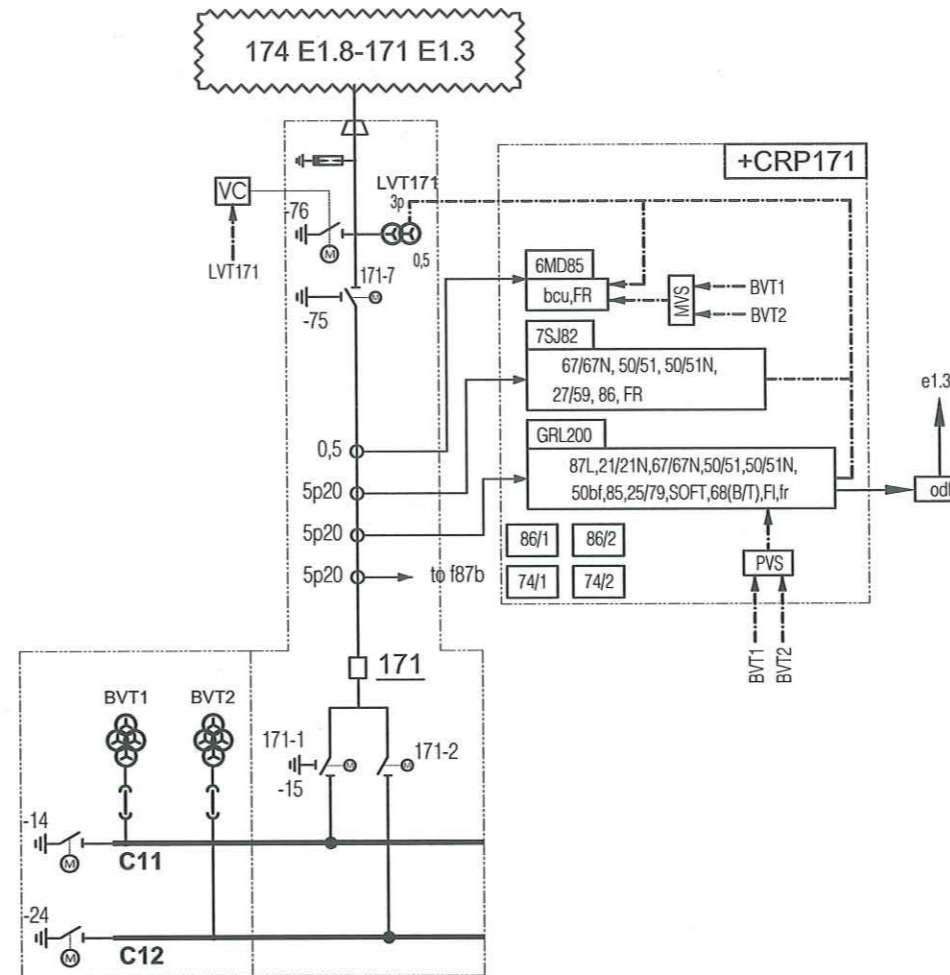 174 E1.8-171 E1.3
+CRP171
VC
LVT171
-76
M
LVT171
3p
0,5
171-7
M
-75
6MD85
bcu,FR
MVS
BVT1
BVT2
7SJ82
67/67N, 50/51, 50/51N,
27/59, 86, FR
e1.3
GRL200
87L,21/21N,67/67N,50/51,50/51N,
50bf,85,25/79,SOFT,68(B/T),Fl,fr
0,5
5p20
5p20
5p20
to f87b
86/1
86/2
74/1
74/2
PVS
BVT1
BVT2
171
BVT1
BVT2
171-1
M
-15
171-2
M
-14
M
C11
-24
M
C12